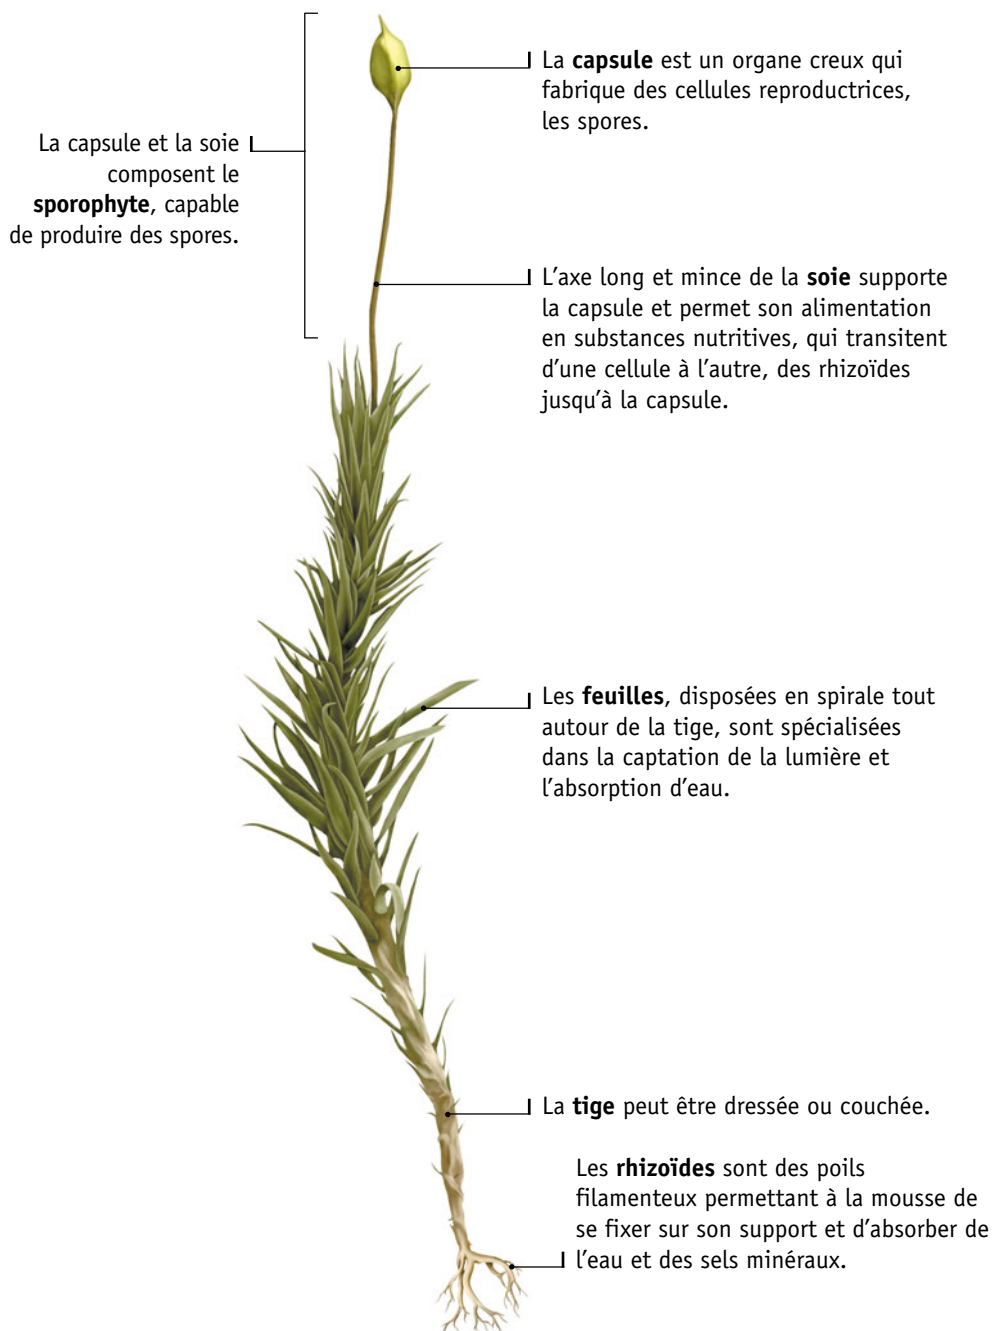 La capsule est un organe creux qui
fabrique des cellules reproductrices,
les spores.
La capsule et la soie
composent le
sporophyte, capable
de produire des spores.
L’axe long et mince de la soie supporte
la capsule et permet son alimentation
en substances nutritives, qui transitent
d’une cellule à l’autre, des rhizoïdes
jusqu’à la capsule.
Les feuilles, disposées en spirale tout
autour de la tige, sont spécialisées
dans la captation de la lumière et
l’absorption d’eau.
La tige peut être dressée ou couchée.
Les rhizoïdes sont des poils
filamenteux permettant à la mousse de
se fixer sur son support et d’absorber de
l’eau et des sels minéraux.